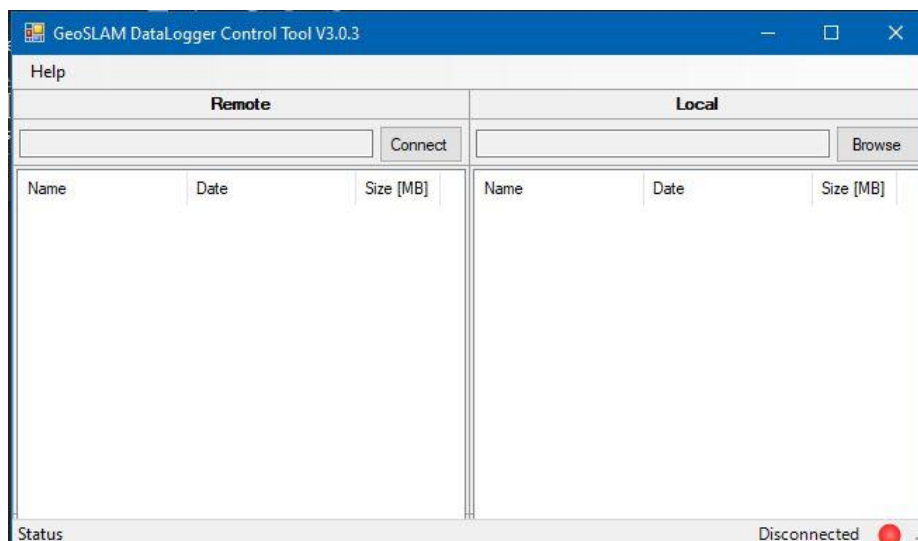 GeoSLAM DataLogger Control Tool V3.0.3
Help
Remote Local
Connect Browse
Name Date Size [MB] Name Date Size [MB]
Status Disconnected